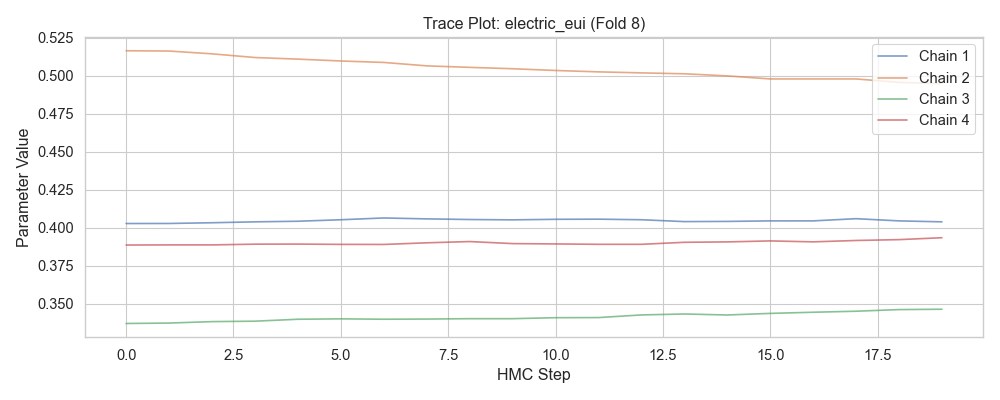 Trace Plot: electric_eui (Fold 8)
0.525
0.500
0.475
0.450
0.425
0.400
0.375
0.350
Parameter Value
Chain 1
Chain 2
Chain 3
Chain 4
0.0 2.5 5.0 7.5 10.0 12.5 15.0 17.5
HMC Step